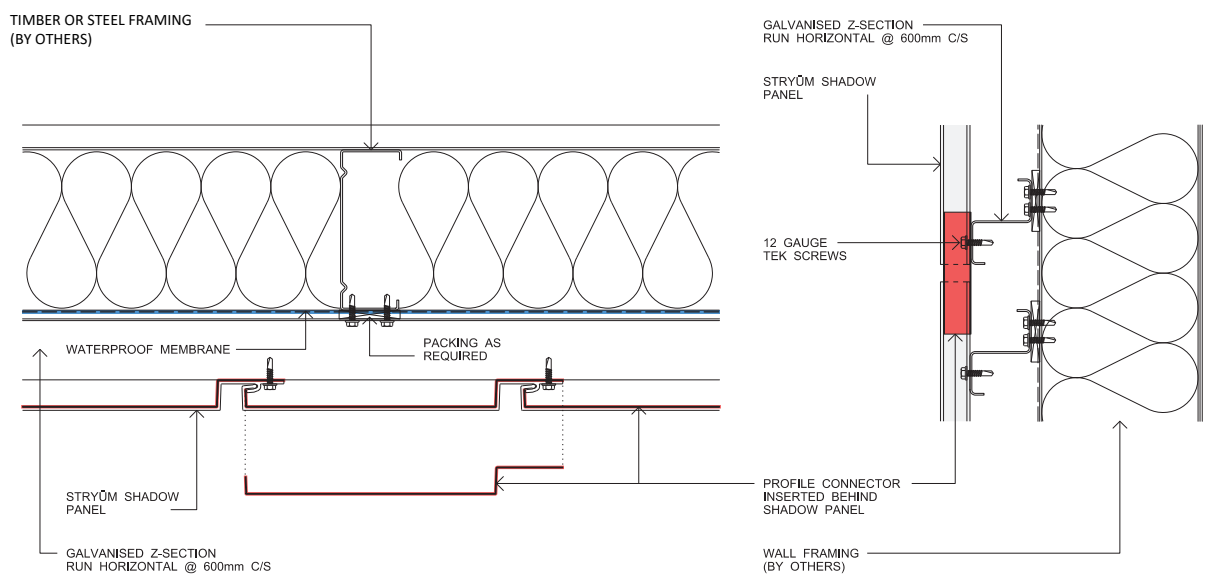 TIMBER OR STEEL FRAMING
(BY OTHERS)
WATERPROOF MEMBRANE
PACKING AS
REQUIRED
STRYŪM SHADOW
PANEL
GALVANISED Z-SECTION
RUN HORIZONTAL @ 600mm C/S
GALVANISED Z-SECTION
RUN HORIZONTAL @ 600mm C/S
STRYŪM SHADOW
PANEL
12 GAUGE
TEK SCREWS
PROFILE CONNECTOR
INSERTED BEHIND
SHADOW PANEL
WALL FRAMING
(BY OTHERS)